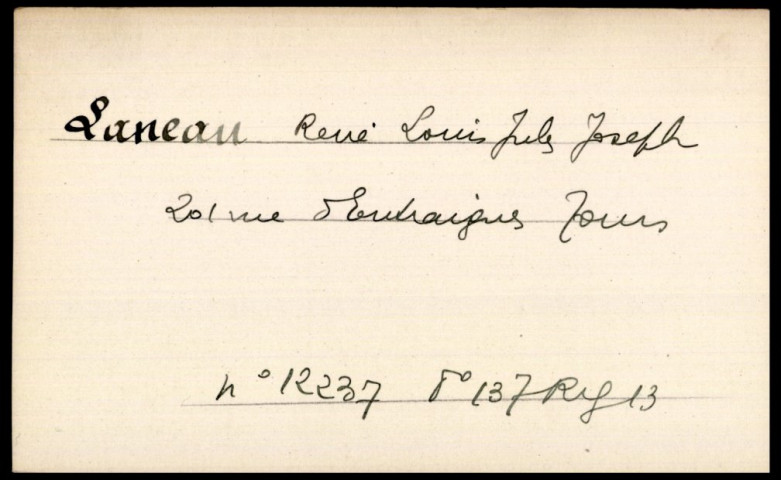 Laneau René Louis Jules Joseph
201 rue d'Entraigues Tours
n° 12237 F° 137 Reg 13